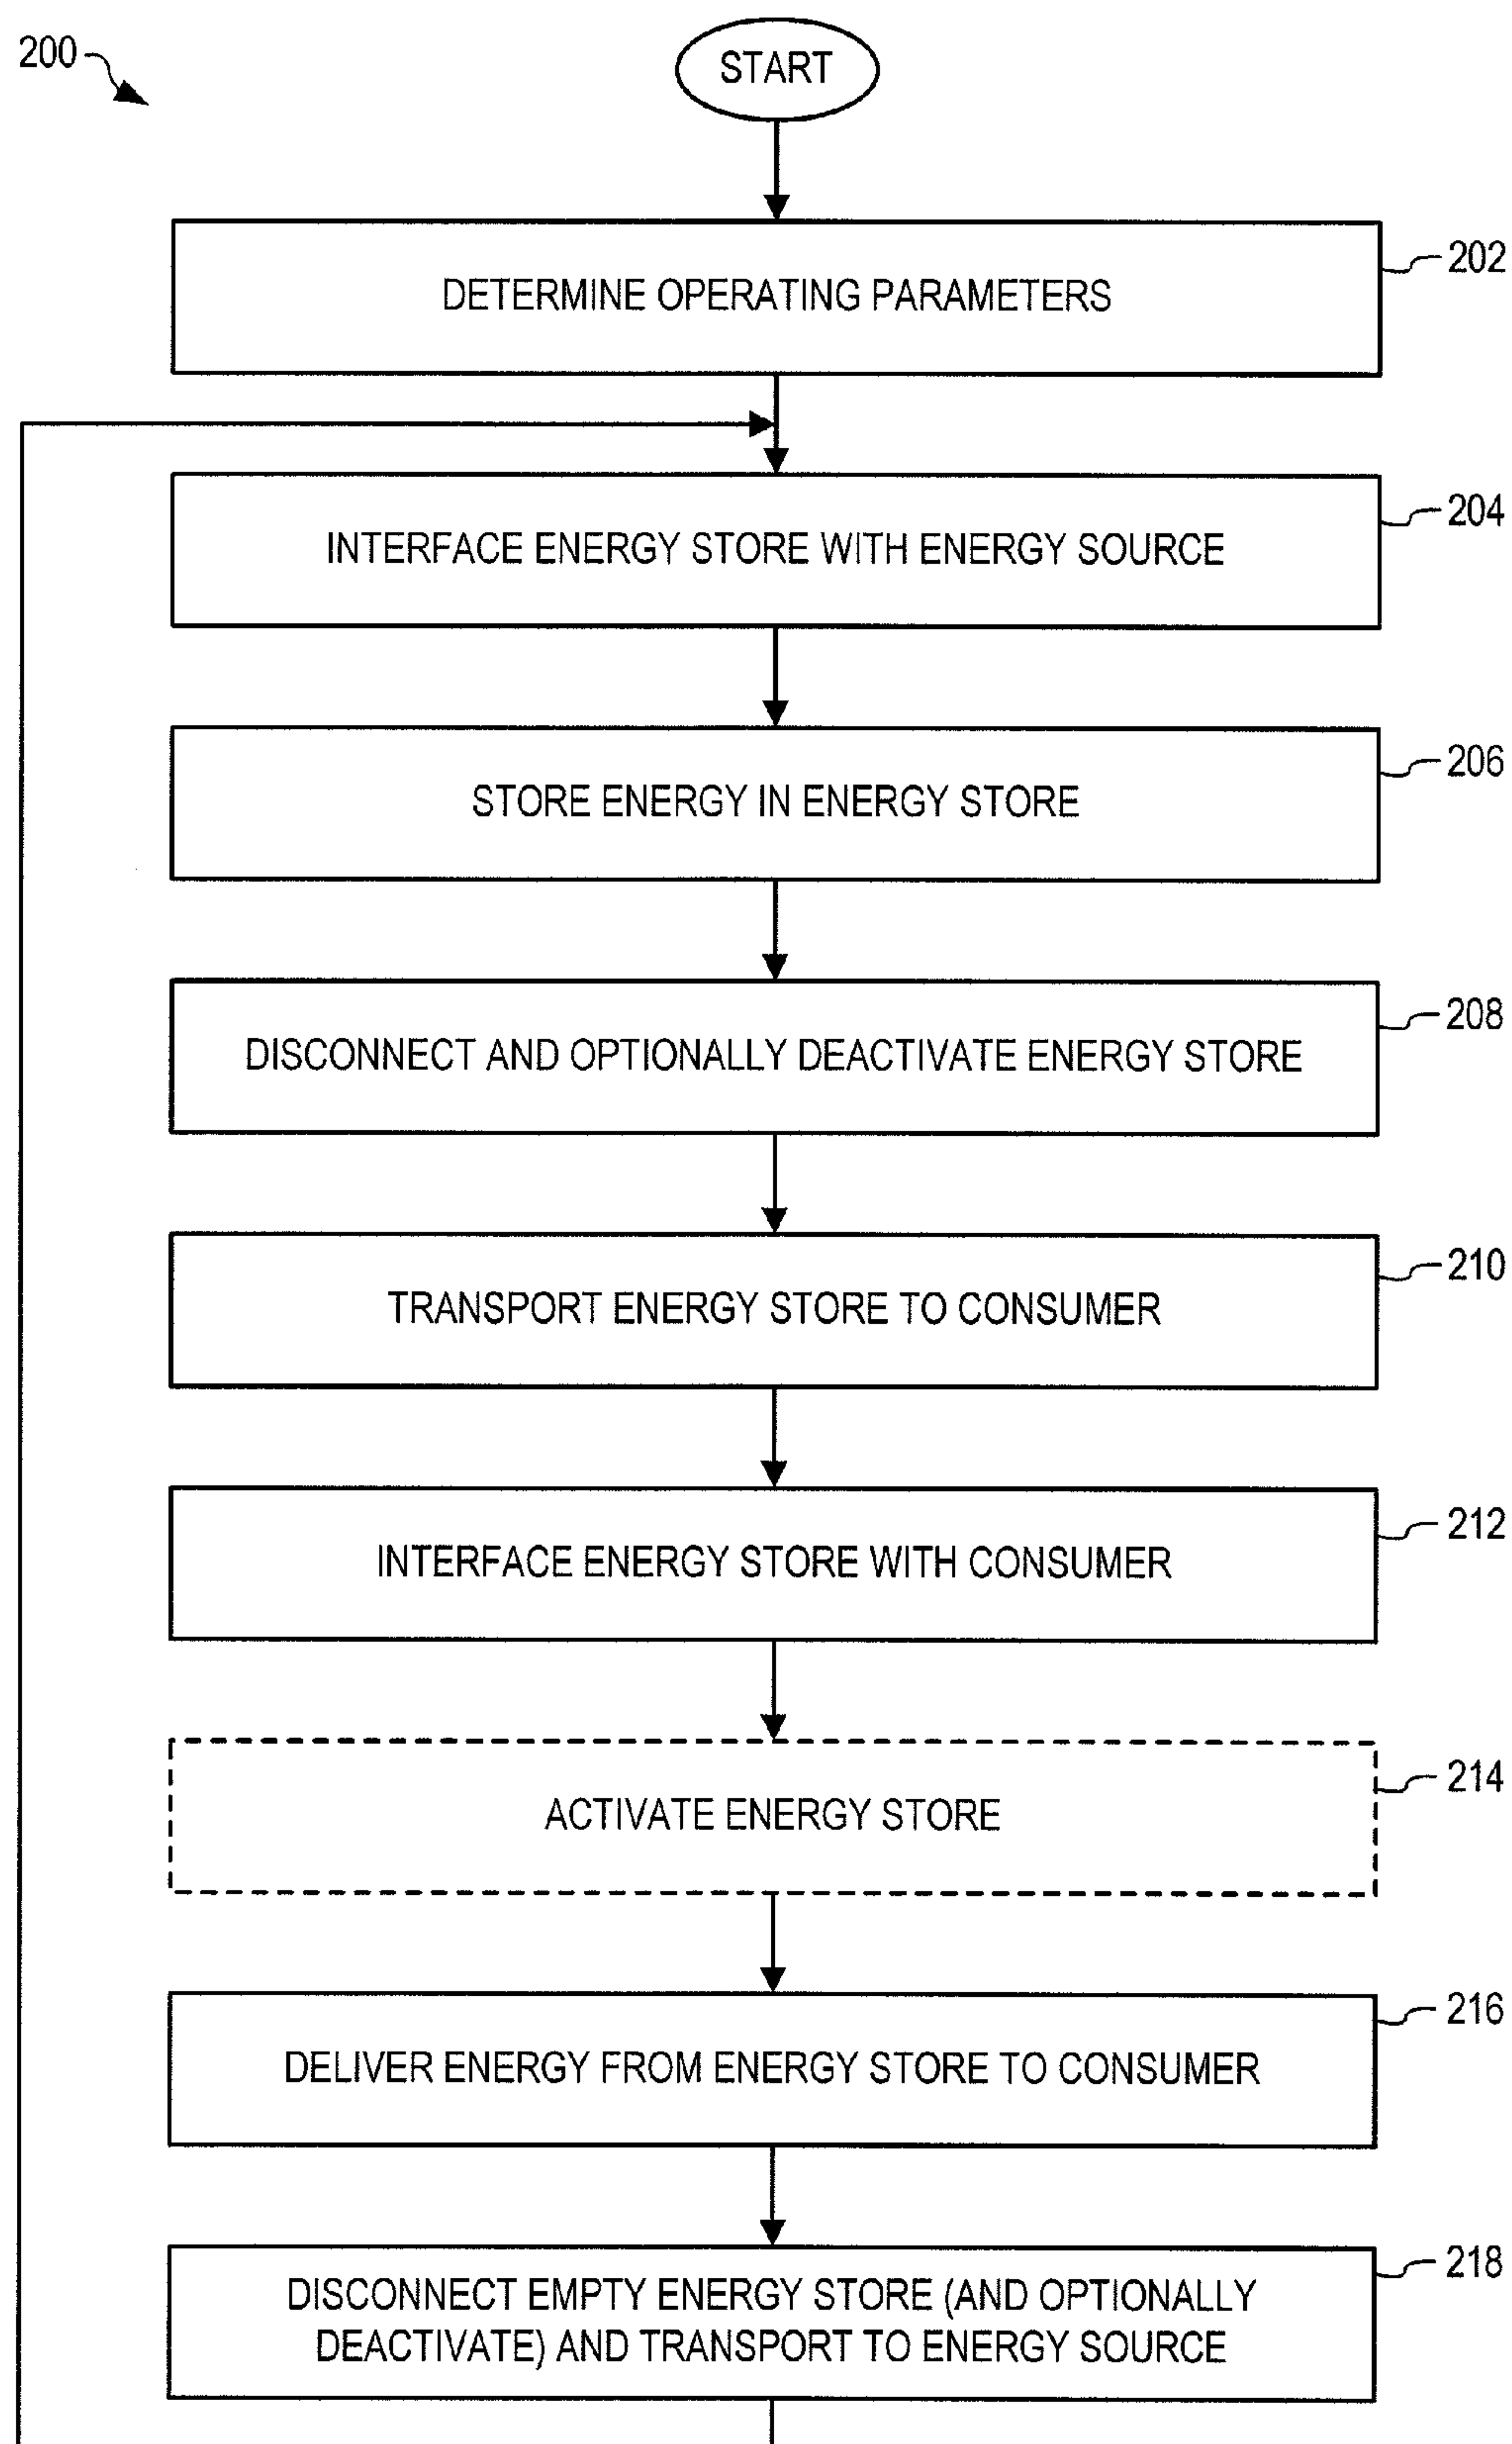 200
START
DETERMINE OPERATING PARAMETERS
202
INTERFACE ENERGY STORE WITH ENERGY SOURCE
204
STORE ENERGY IN ENERGY STORE
206
DISCONNECT AND OPTIONALLY DEACTIVATE ENERGY STORE
208
TRANSPORT ENERGY STORE TO CONSUMER
210
INTERFACE ENERGY STORE WITH CONSUMER
212
ACTIVATE ENERGY STORE
214
DELIVER ENERGY FROM ENERGY STORE TO CONSUMER
216
DISCONNECT EMPTY ENERGY STORE (AND OPTIONALLY
DEACTIVATE) AND TRANSPORT TO ENERGY SOURCE
218